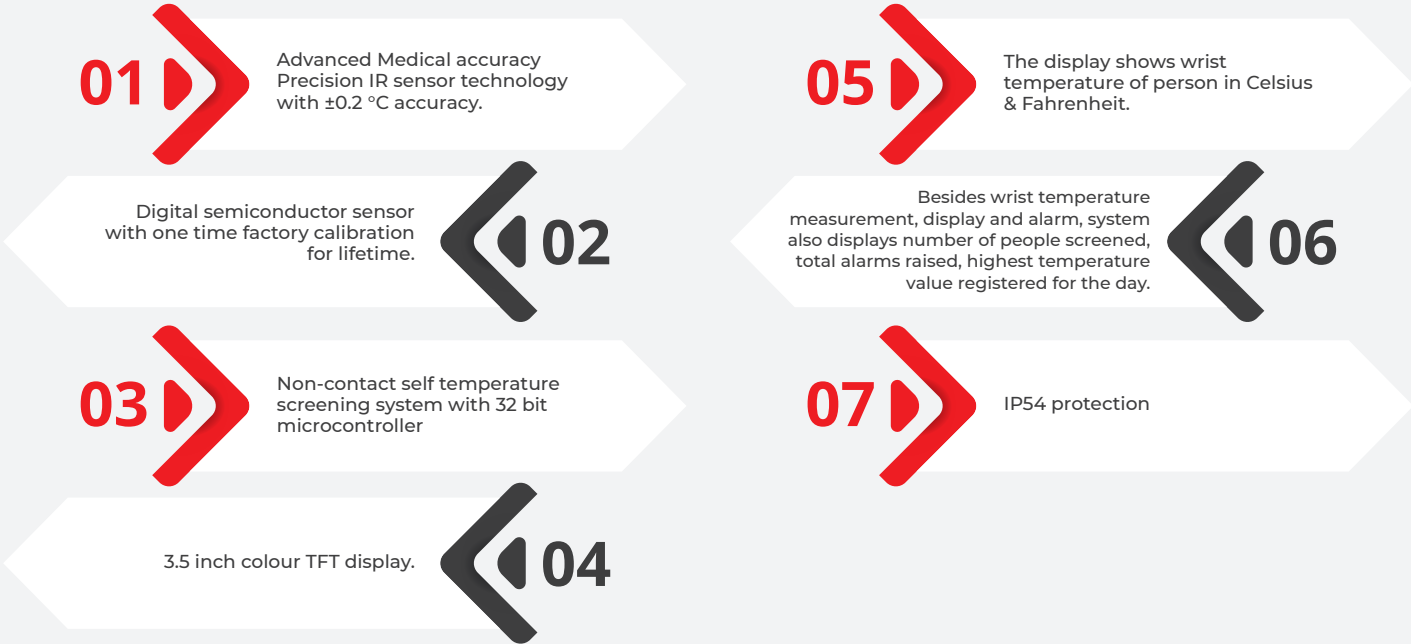 01
Advanced Medical accuracy
Precision IR sensor technology
with ±0.2 °C accuracy.
02
Digital semiconductor sensor
with one time factory calibration
for lifetime.
03
Non-contact self temperature
screening system with 32 bit
microcontroller
04
3.5 inch colour TFT display.
05
The display shows wrist
temperature of person in Celsius
& Fahrenheit.
06
Besides wrist temperature
measurement, display and alarm, system
also displays number of people screened,
total alarms raised, highest temperature
value registered for the day.
07
IP54 protection